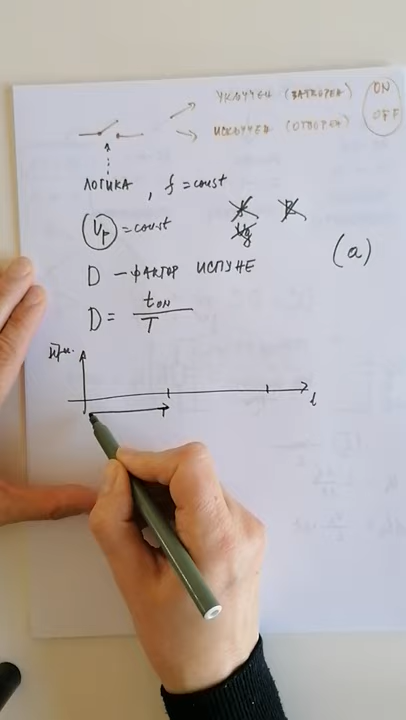 УКЉУЧЕН (ЗАТВОРЕН) ON
ИСКЉУЧЕН (ОТВОРЕН) OFF
ЛОГИКА, f = const
Vp = const
(a)
D – ФАКТОР ИСПУНЕ
D = tON / T
t